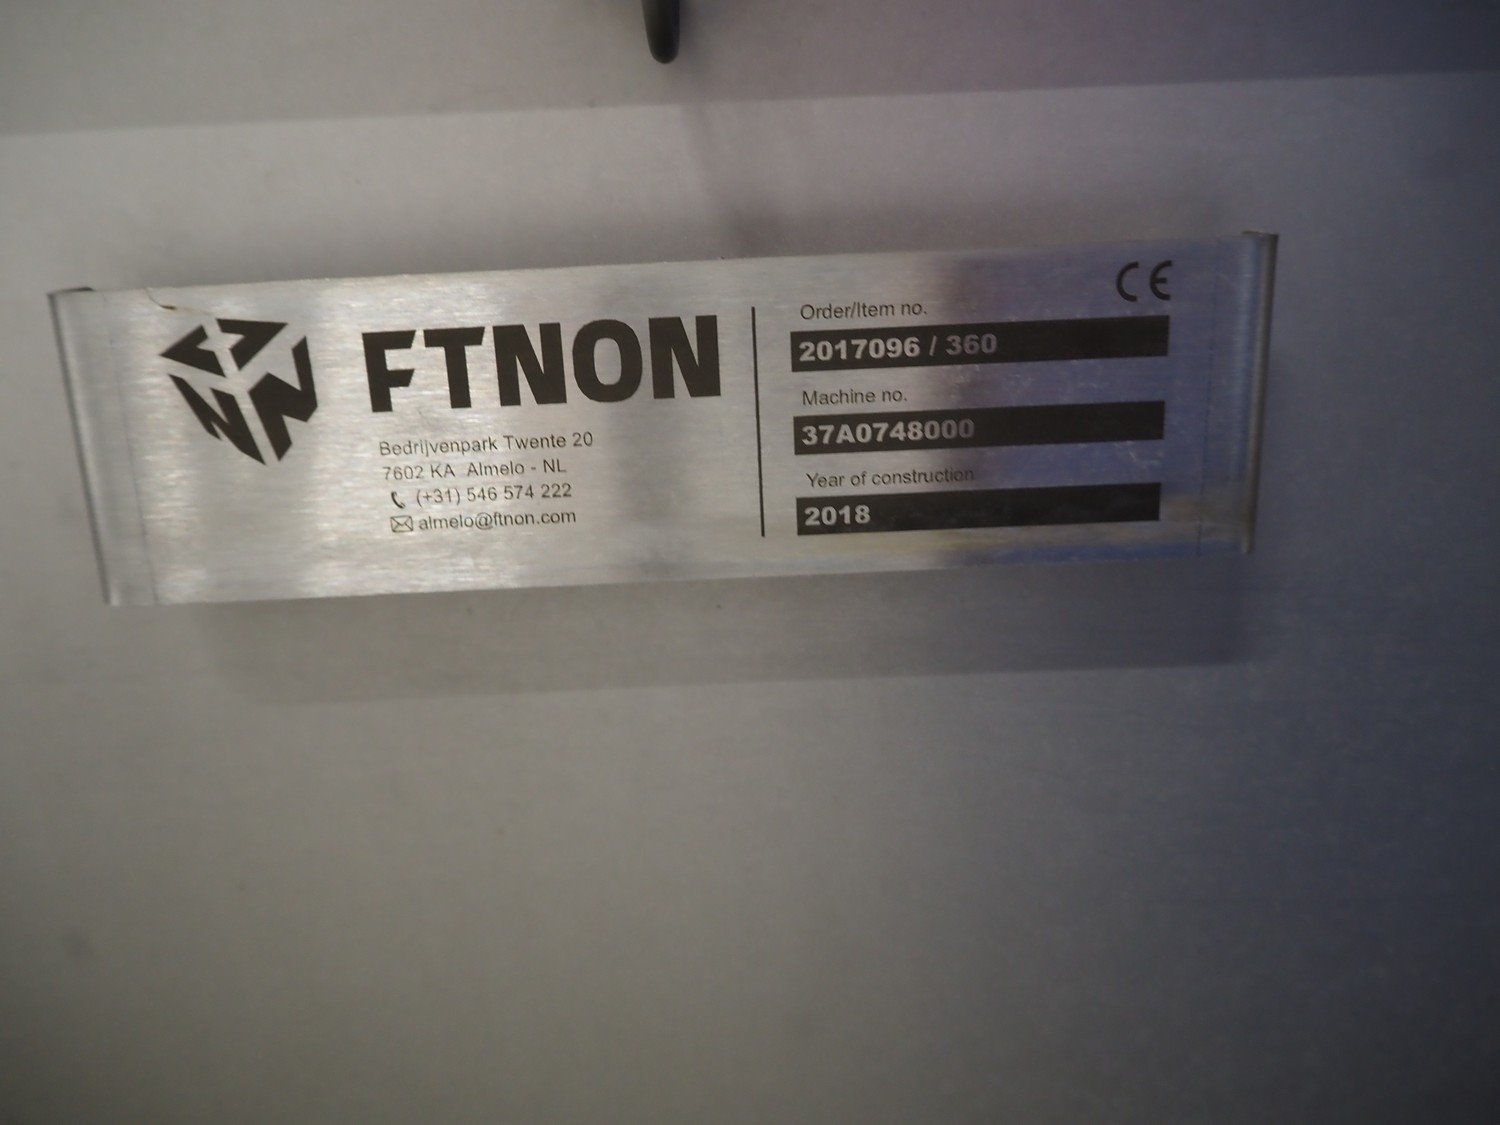 FTNON
Bedrijvenpark Twente 20
7602 KA Almelo - NL
(+31) 546 574 222
almelo@ftnon.com
CE
Order/Item no.
2017096 / 360
Machine no.
37A0748000
Year of construction
2018